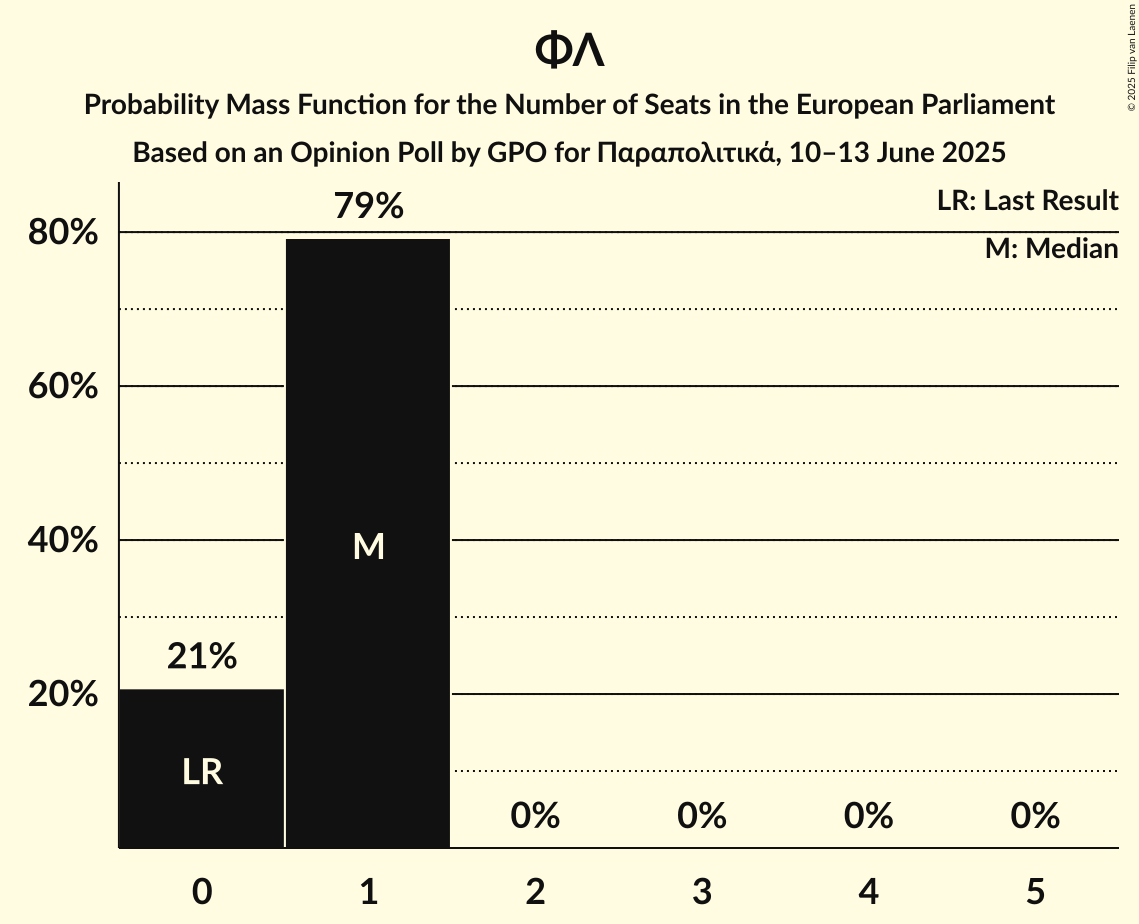 ΦΛ
Probability Mass Function for the Number of Seats in the European Parliament
Based on an Opinion Poll by GPO for Παραπολιτικά, 10–13 June 2025
© 2025 Filip van Laenen
LR: Last Result
M: Median
80%
60%
40%
20%
79%
21%
M
LR
0%
0%
0%
0%
0
1
2
3
4
5